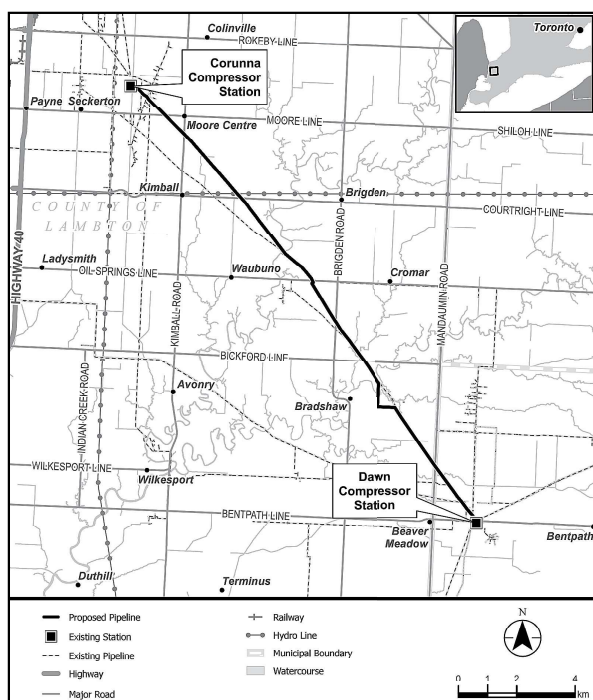 Colinville
ROKEBY LINE
Toronto
Corunna
Compressor
Station
Payne
Seckerton
Moore Centre
MOORE LINE
SHILOH LINE
Kimball
Brigden
COURTRIGHT LINE
COUNTY OF
LAMBTON
HIGHWAY 40
Ladysmith
OIL SPRINGS LINE
Waubuno
BRIGDEN ROAD
Cromar
MANDAUMIN ROAD
KIMBALL ROAD
BICKFORD LINF
INDIAN CREEK ROAD
Avonry
Bradshaw
WILKESPORT LINE
Wilkesport
Dawn
Compressor
Station
BENTPATH LINE
Beaver
Meadow
Bentpath
Duthill
Terminus
Proposed Pipeline
Existing Station
Existing Pipeline
Highway
Major Road
Railway
Hydro Line
Municipal Boundary
Watercourse
N
0 1 2 4
km